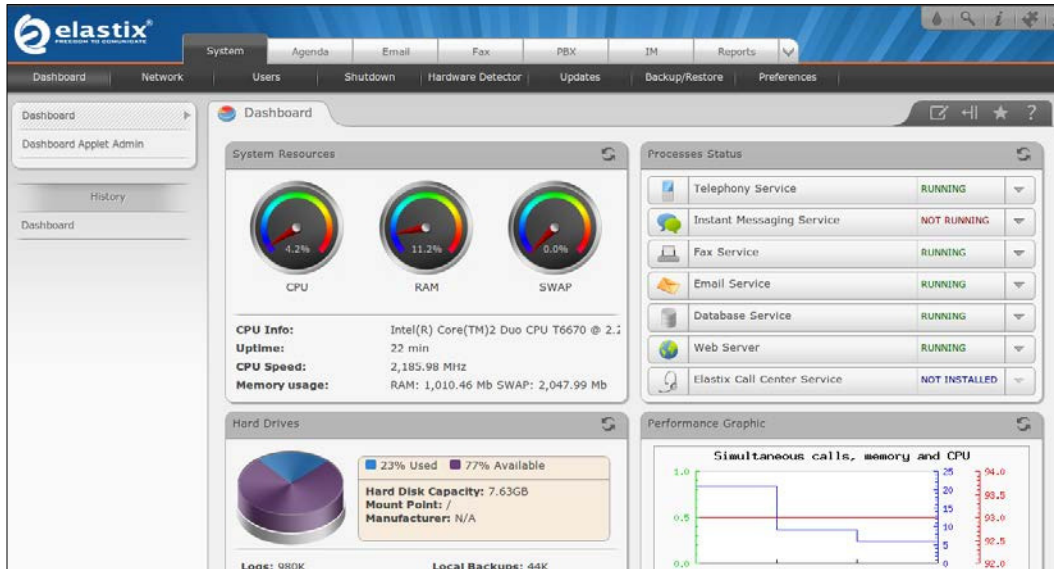 elastix
FREEDOM TO COMUNICATE
System Agenda Email Fax PBX IM Reports
Dashboard Network Users Shutdown Hardware Detector Updates Backup/Restore Preferences
Dashboard
Dashboard Applet Admin
History
Dashboard
Dashboard
System Resources
4.2% 11.2% 0.0%
CPU RAM SWAP
CPU Info: Intel(R) Core(TM)2 Duo CPU T6670 @ 2.2
Uptime: 22 min
CPU Speed: 2,185.98 MHz
Memory usage: RAM: 1,010.46 Mb SWAP: 2,047.99 Mb
Processes Status
Telephony Service RUNNING
Instant Messaging Service NOT RUNNING
Fax Service RUNNING
Email Service RUNNING
Database Service RUNNING
Web Server RUNNING
Elastix Call Center Service NOT INSTALLED
Hard Drives
23% Used 77% Available
Hard Disk Capacity: 7.63GB
Mount Point: /
Manufacturer: N/A
Logs: 980K Local Backups: 44K
Performance Graphic
Simultaneous calls, memory and CPU
1.0 25 94.0
20 93.5
15
0.5 93.0
10
5 92.5
0.0 0 92.0